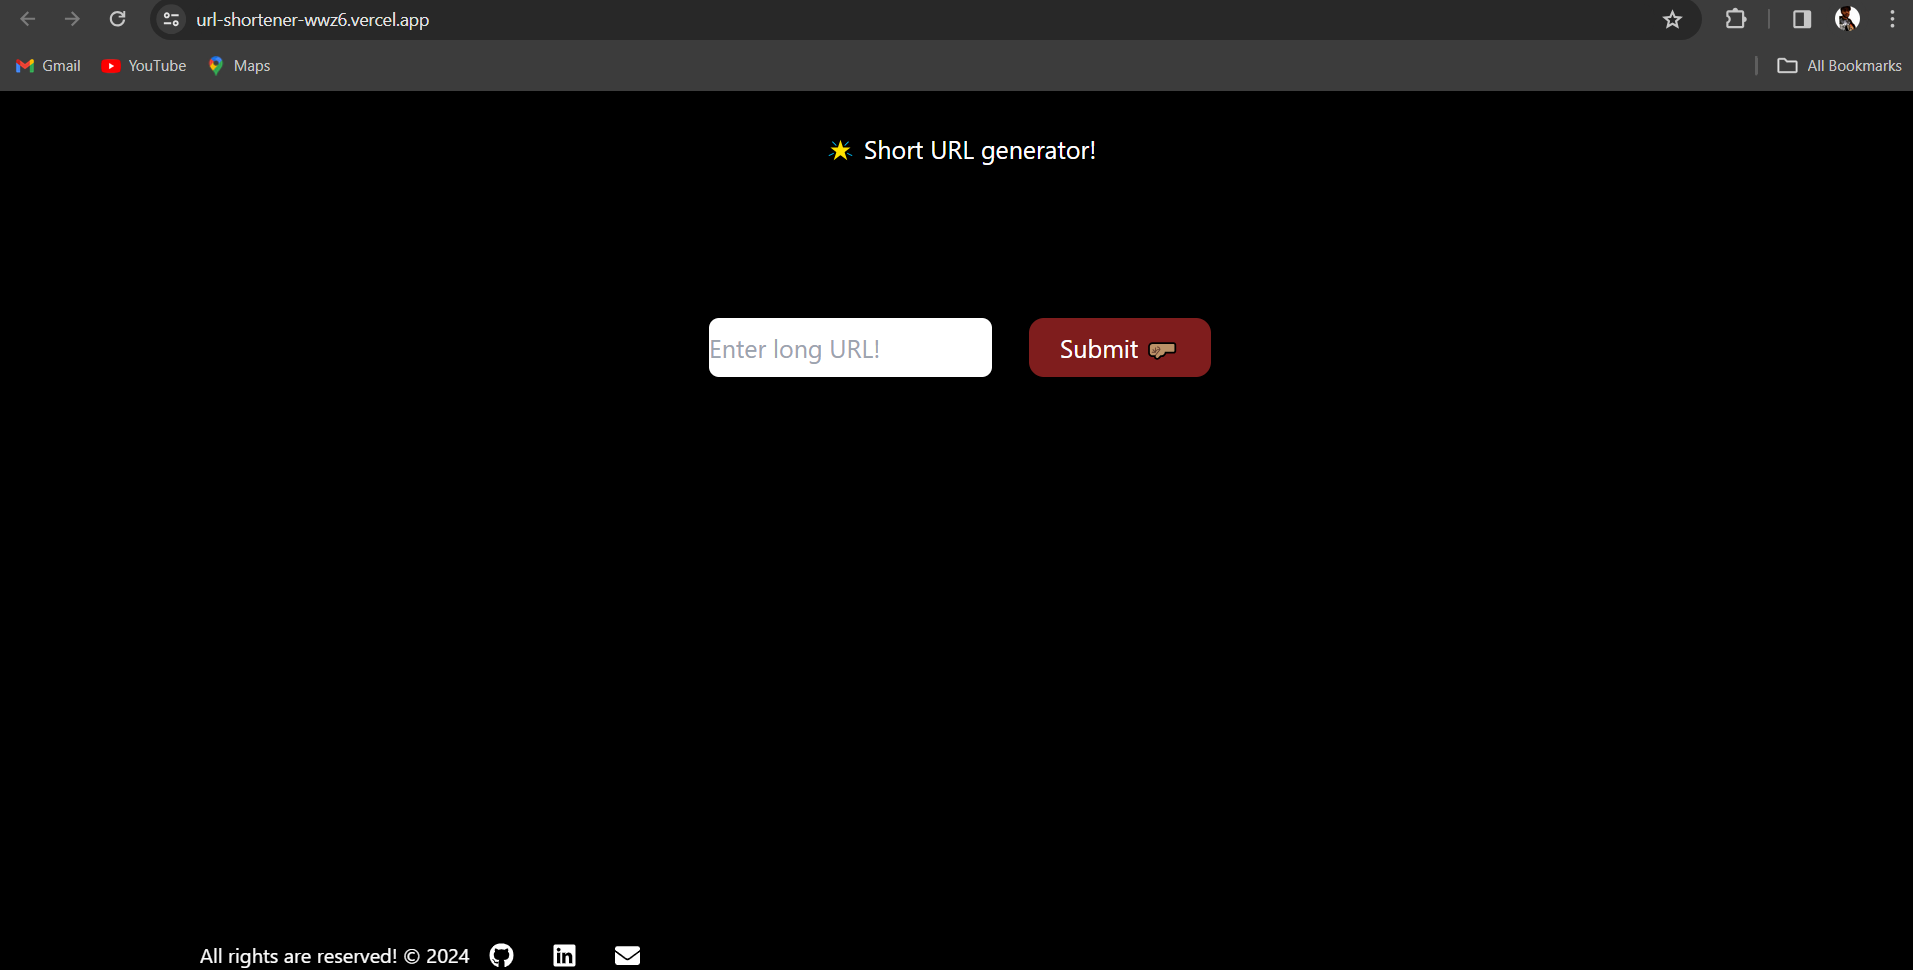 url-shortener-wwz6.vercel.app
Gmail YouTube Maps All Bookmarks
🌟 Short URL generator!
Enter long URL! Submit 🤛🏽
All rights are reserved! © 2024